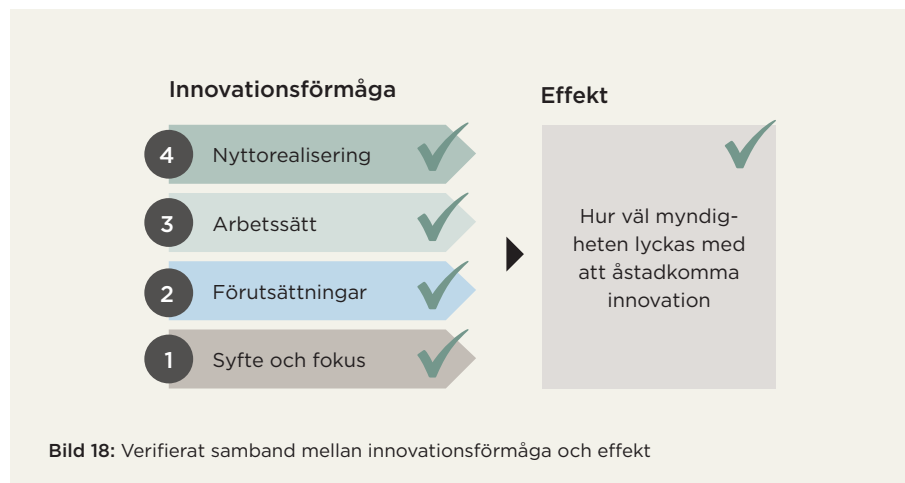 Innovationsförmåga
4 Nyttorealisering
3 Arbetssätt
2 Förutsättningar
1 Syfte och fokus
Effekt
Hur väl myndig-
heten lyckas med
att åstadkomma
innovation
Bild 18: Verifierat samband mellan innovationsförmåga och effekt